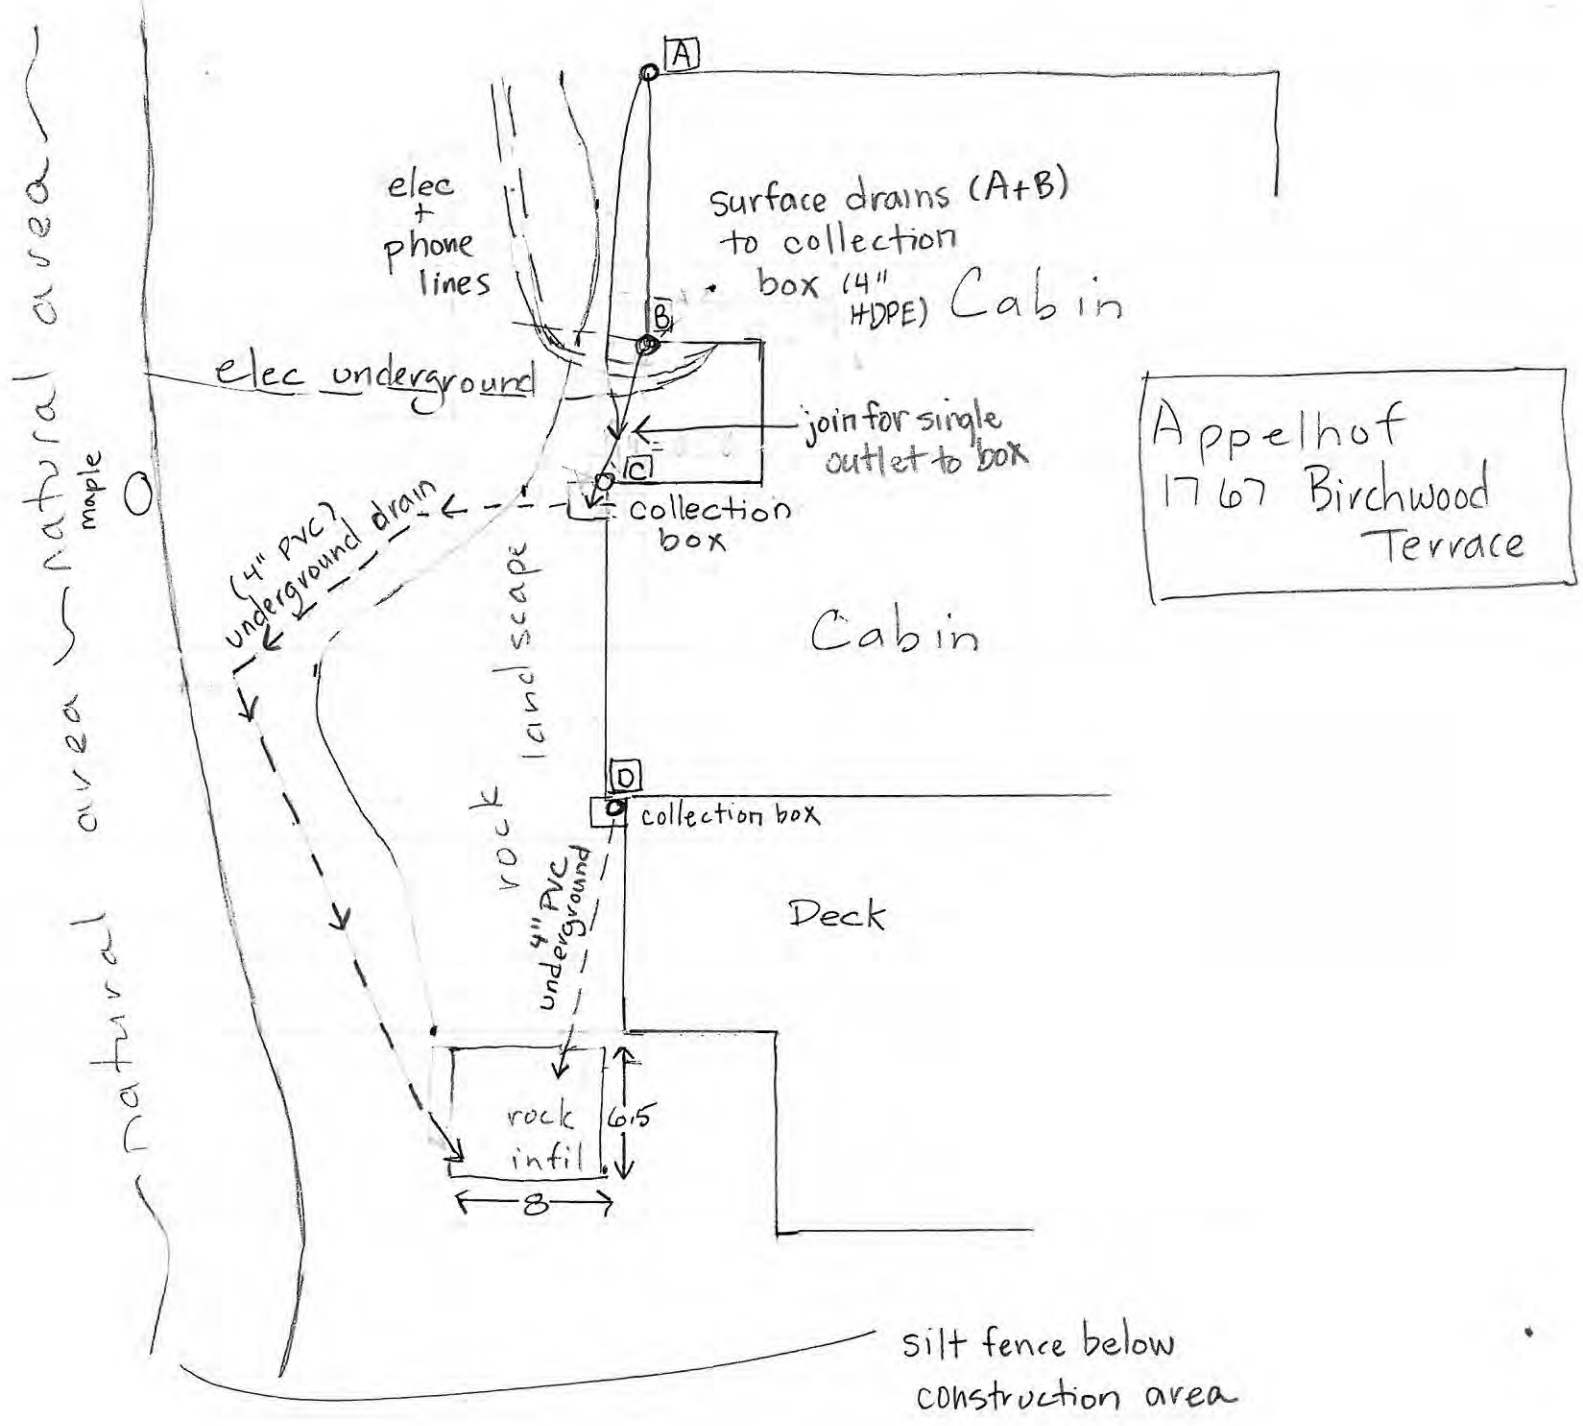 A
elec
+
phone
lines
surface drains (A+B)
to collection
box (4"
HDPE)
Cabin
B
elec underground
join for single
outlet to box
C
collection
box
Appelhof
1767 Birchwood
Terrace
maple
(4" PVC)
underground drain
natural area
natural area
natural area
rock landscape
Cabin
D
collection box
4" PVC
underground
Deck
rock
infil
6.5
8
silt fence below
construction area